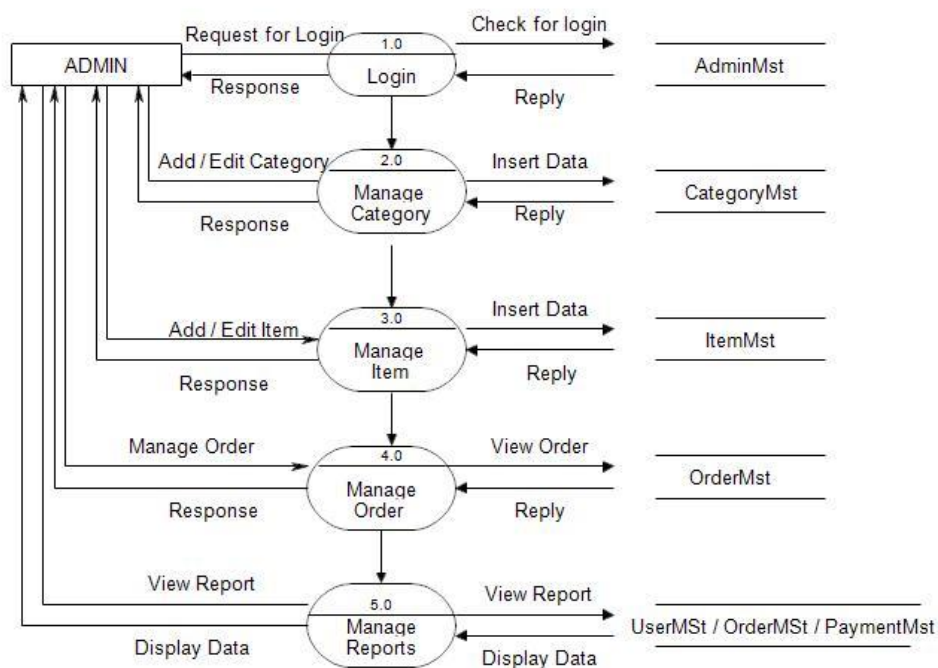 Request for Login
1.0
Check for login
ADMIN
Login
AdminMst
Response
Reply
Add / Edit Category
2.0
Insert Data
Manage
Category
CategoryMst
Response
Reply
3.0
Insert Data
Add / Edit Item
Manage
Item
ItemMst
Response
Reply
Manage Order
4.0
View Order
Manage
Order
OrderMst
Response
Reply
View Report
5.0
View Report
Manage
Reports
UserMSt / OrderMSt / PaymentMst
Display Data
Display Data